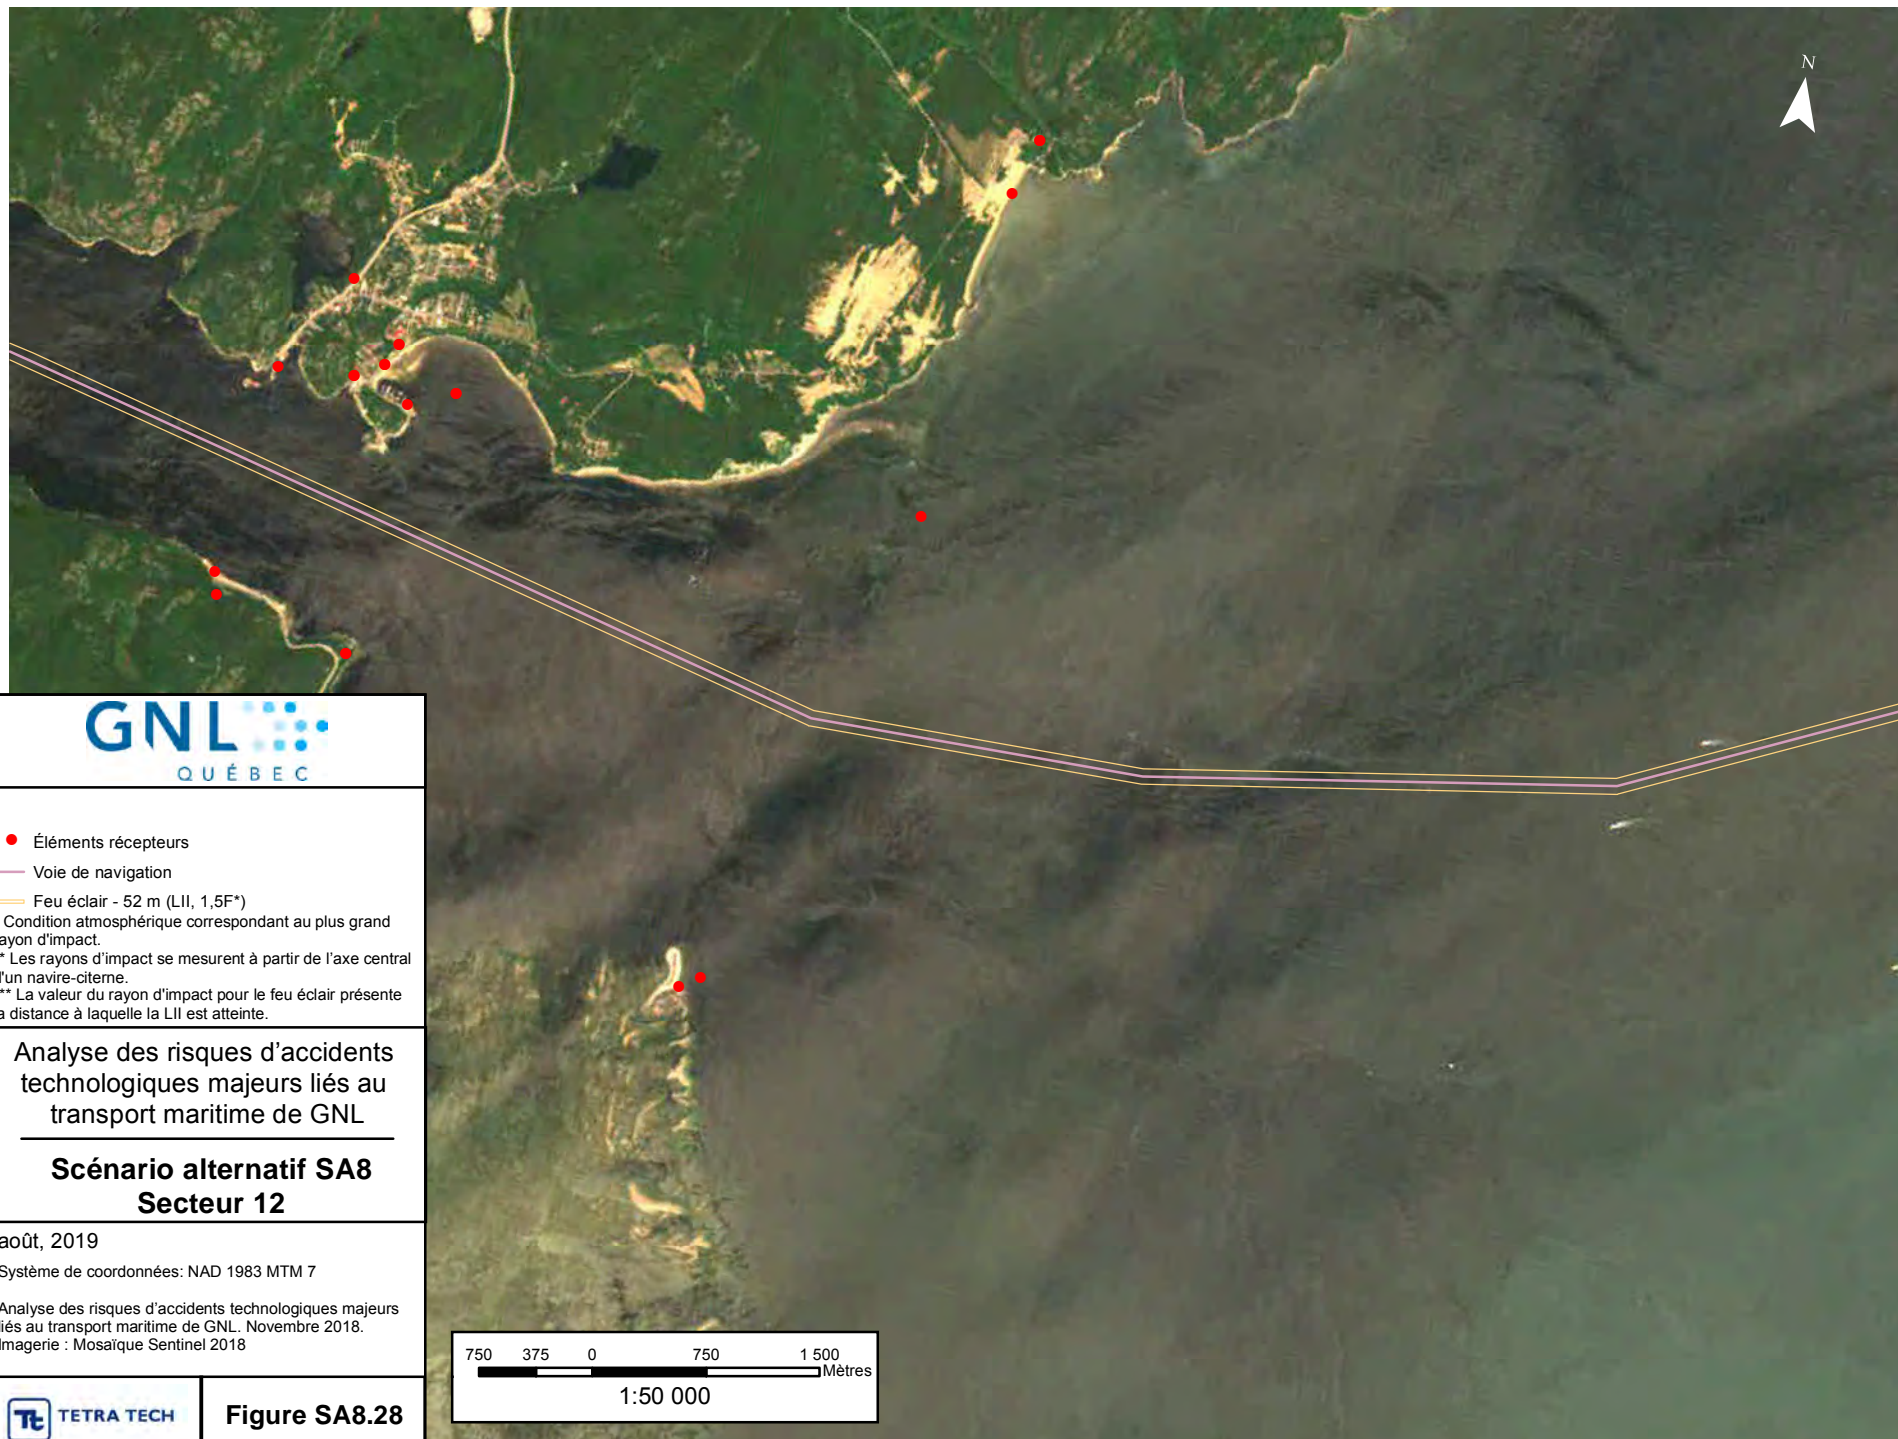 N
GNL
QUÉBEC
Éléments récepteurs
Voie de navigation
Feu éclair - 52 m (LII, 1,5F*)
Condition atmosphérique correspondant au plus grand
ayon d'impact.
* Les rayons d'impact se mesurent à partir de l'axe central
d'un navire-citerne.
** La valeur du rayon d'impact pour le feu éclair présente
a distance à laquelle la LII est atteinte.
Analyse des risques d'accidents
technologiques majeurs liés au
transport maritime de GNL
Scénario alternatif SA8
Secteur 12
août, 2019
Système de coordonnées: NAD 1983 MTM 7
Analyse des risques d'accidents technologiques majeurs
liés au transport maritime de GNL. Novembre 2018.
Imagerie : Mosaïque Sentinel 2018
Tt TETRA TECH
Figure SA8.28
750 375 0 750 1 500
Mètres
1:50 000